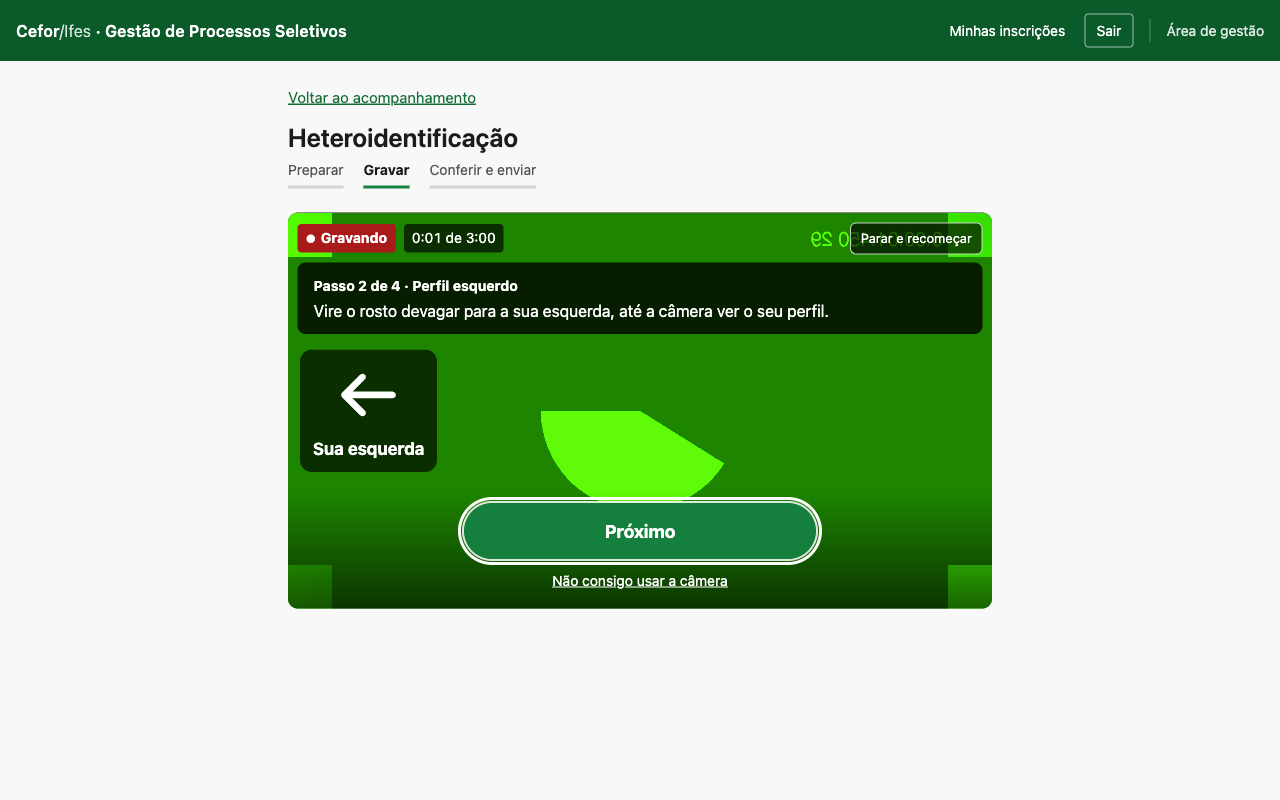 Cefor/Ifes · Gestão de Processos Seletivos
Minhas inscrições
Sair
Área de gestão
Voltar ao acompanhamento
Heteroidentificação
Preparar
Gravar
Conferir e enviar
Gravando
0:01 de 3:00
Parar e recomeçar
Passo 2 de 4 · Perfil esquerdo
Vire o rosto devagar para a sua esquerda, até a câmera ver o seu perfil.
Sua esquerda
Próximo
Não consigo usar a câmera